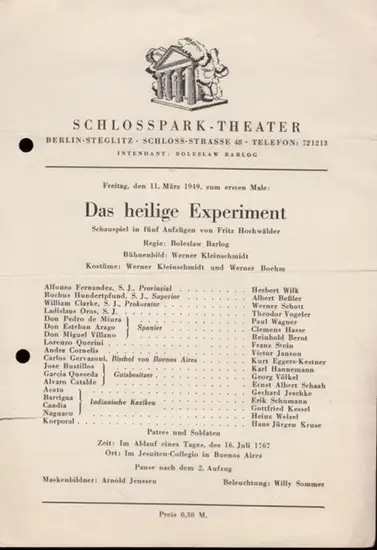 SCHLOSSPARK-THEATER
BERLIN-STEGLITZ · SCHLOSS-STRASSE 48 · TELEFON: 721213
INTENDANT: BOLESLAW BARLOG
Freitag, den 11. März 1949, zum ersten Male:
Das heilige Experiment
Schauspiel in fünf Aufzügen von Fritz Hochwälder
Regie: Boleslaw Barlog
Bühnenbild: Werner Kleinschmidt
Kostüme: Werner Kleinschmidt und Werner Boehm
Alfonso Fernandez, S. J., Provinzial Herbert Wilk
Rochus Hundertpfund, S. J., Superior Albert Beßler
William Clarke, S. J., Prokurator Werner Schott
Ladislaus Oros, S. J. Theodor Vogeler
Don Pedro de Miura Paul Wagner
Don Esteban Arago } Spanier Clemens Hasse
Don Miguel Villano Reinhold Bernt
Lorenzo Querini Franz Stein
Andre Cornelis Victor Janson
Carlos Gervazoni, Bischof von Buenos Aires Kurt Eggers-Kestner
Jose Bustillos Karl Hannemann
Garcia Queseda } Gutsbesitzer Georg Völkel
Alvaro Catalde Ernst Albert Schaah
Acatu Gerhard Jeschke
Barrigua Erik Schumann
Candia } Indianische Kaziken Gottfried Kessel
Naguacu Heinz Weizel
Korporal Hans Jürgen Kruse
Patres und Soldaten
Zeit: Im Ablauf eines Tages, des 16. Juli 1767
Ort: Im Jesuiten-Collegio in Buenos Aires
Pause nach dem 2. Aufzug
Maskenbildner: Arnold Jenssen Beleuchtung: Willy Sommer
Preis 0,30 M.